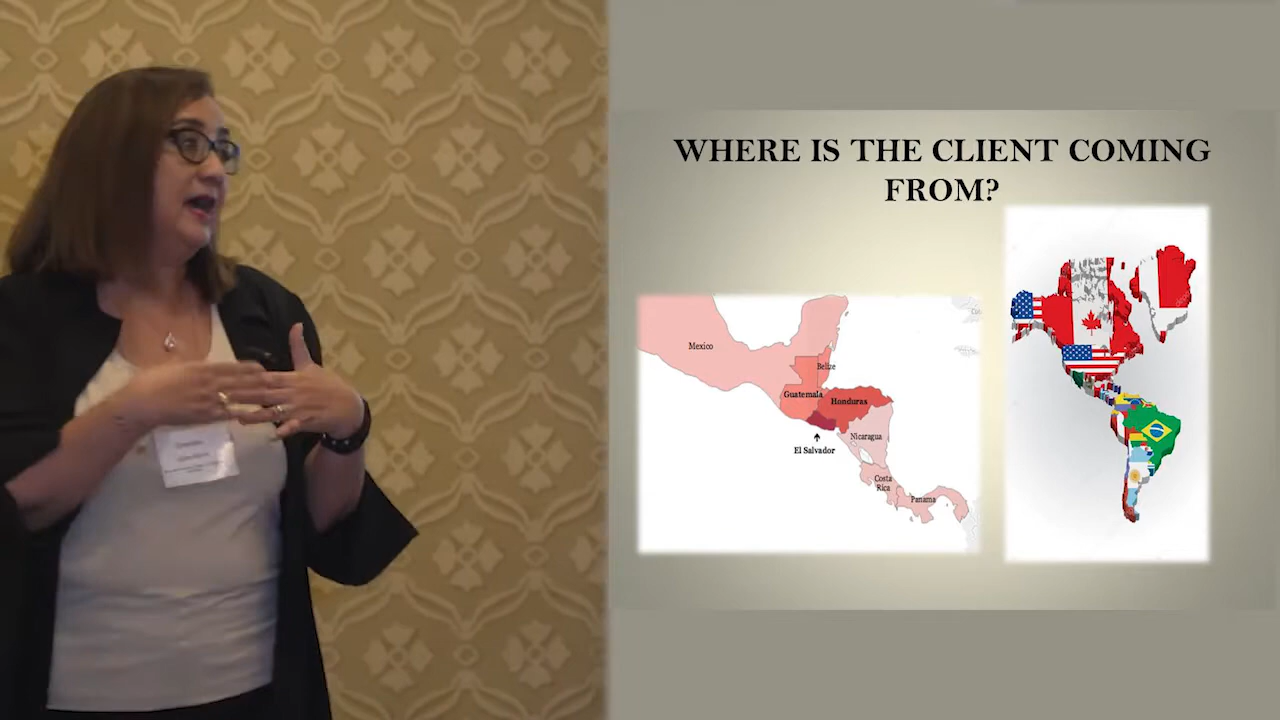 WHERE IS THE CLIENT COMING
FROM?
Mexico
Belize
Guatemala
Honduras
El Salvador
Nicaragua
Costa
Rica
Panama